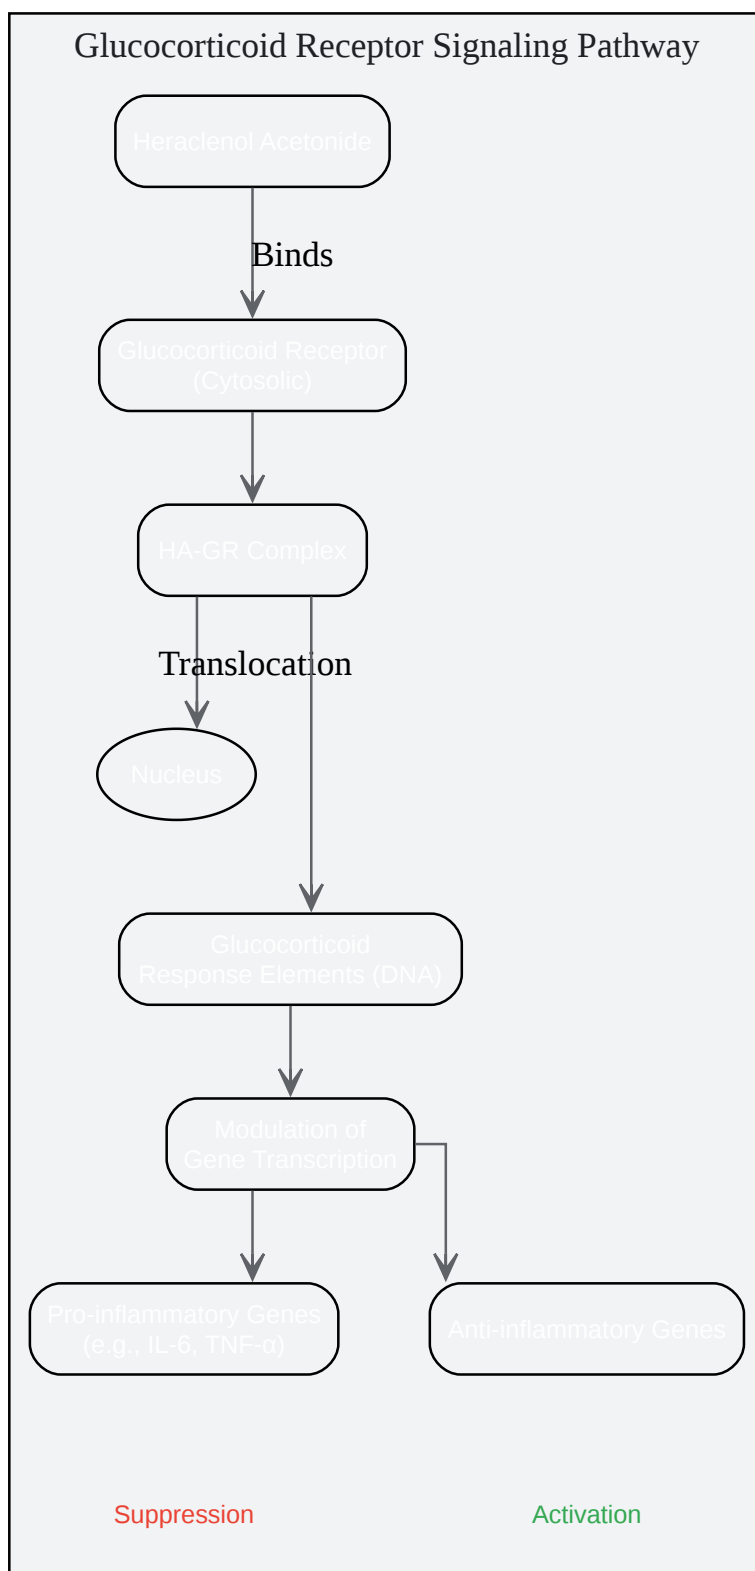 Glucocorticoid Receptor Signaling Pathway
Heraclenol Acetonide
Binds
Glucocorticoid Receptor
(Cytosolic)
HA-GR Complex
Translocation
Nucleus
Glucocorticoid
Response Elements (DNA)
Modulation of
Gene Transcription
Pro-inflammatory Genes
(e.g., IL-6, TNF-α)
Anti-inflammatory Genes
Suppression
Activation